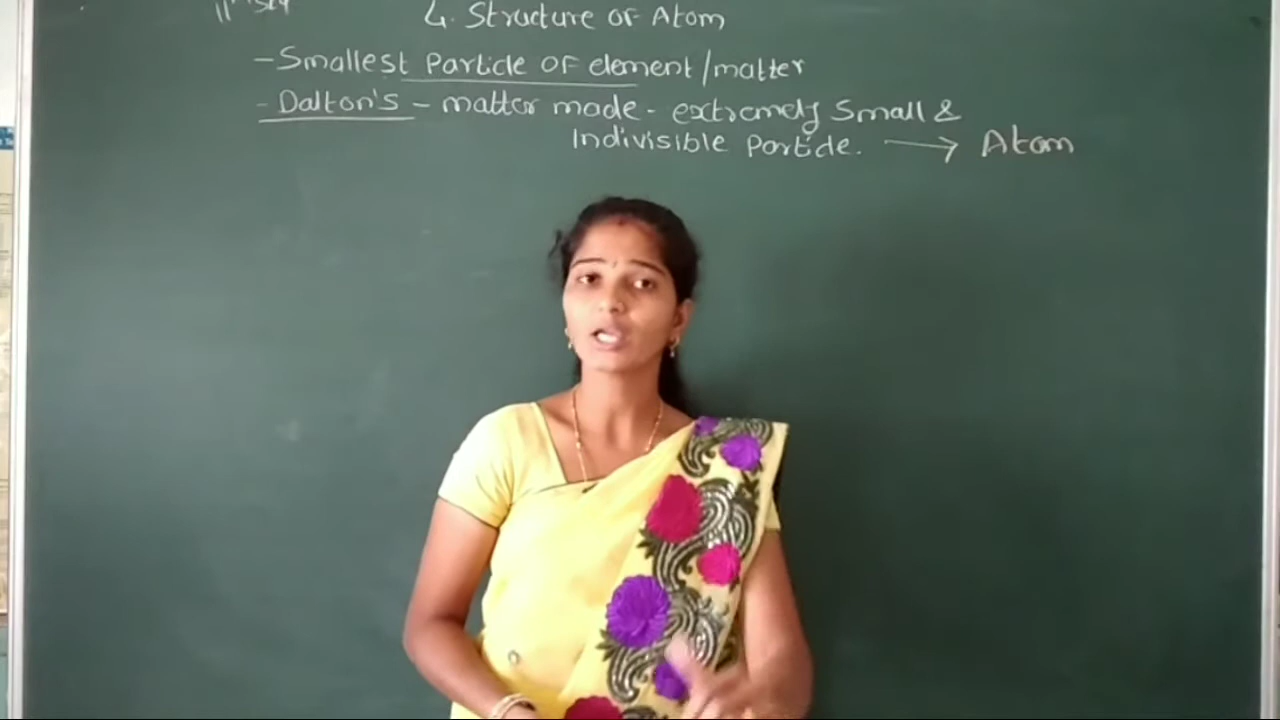 4. Structure of Atom
- Smallest Particle of element/matter
- Dalton's - matter made - extremely Small &
Indivisible Particle. → Atom